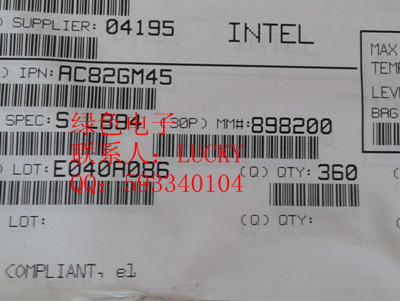 ) SUPPLIER: 04195
INTEL
MAX
TEMP
) IPN: AC82GM45
LEVE
BAG
SPEC: S 894
30P) MM#: 898200
LOT: E040A086
(Q) QTY: 360
LOT:
(Q) QTY:
COMPLIANT, e1
绿色电子
联系人: LUCKY
QQ: 593340104